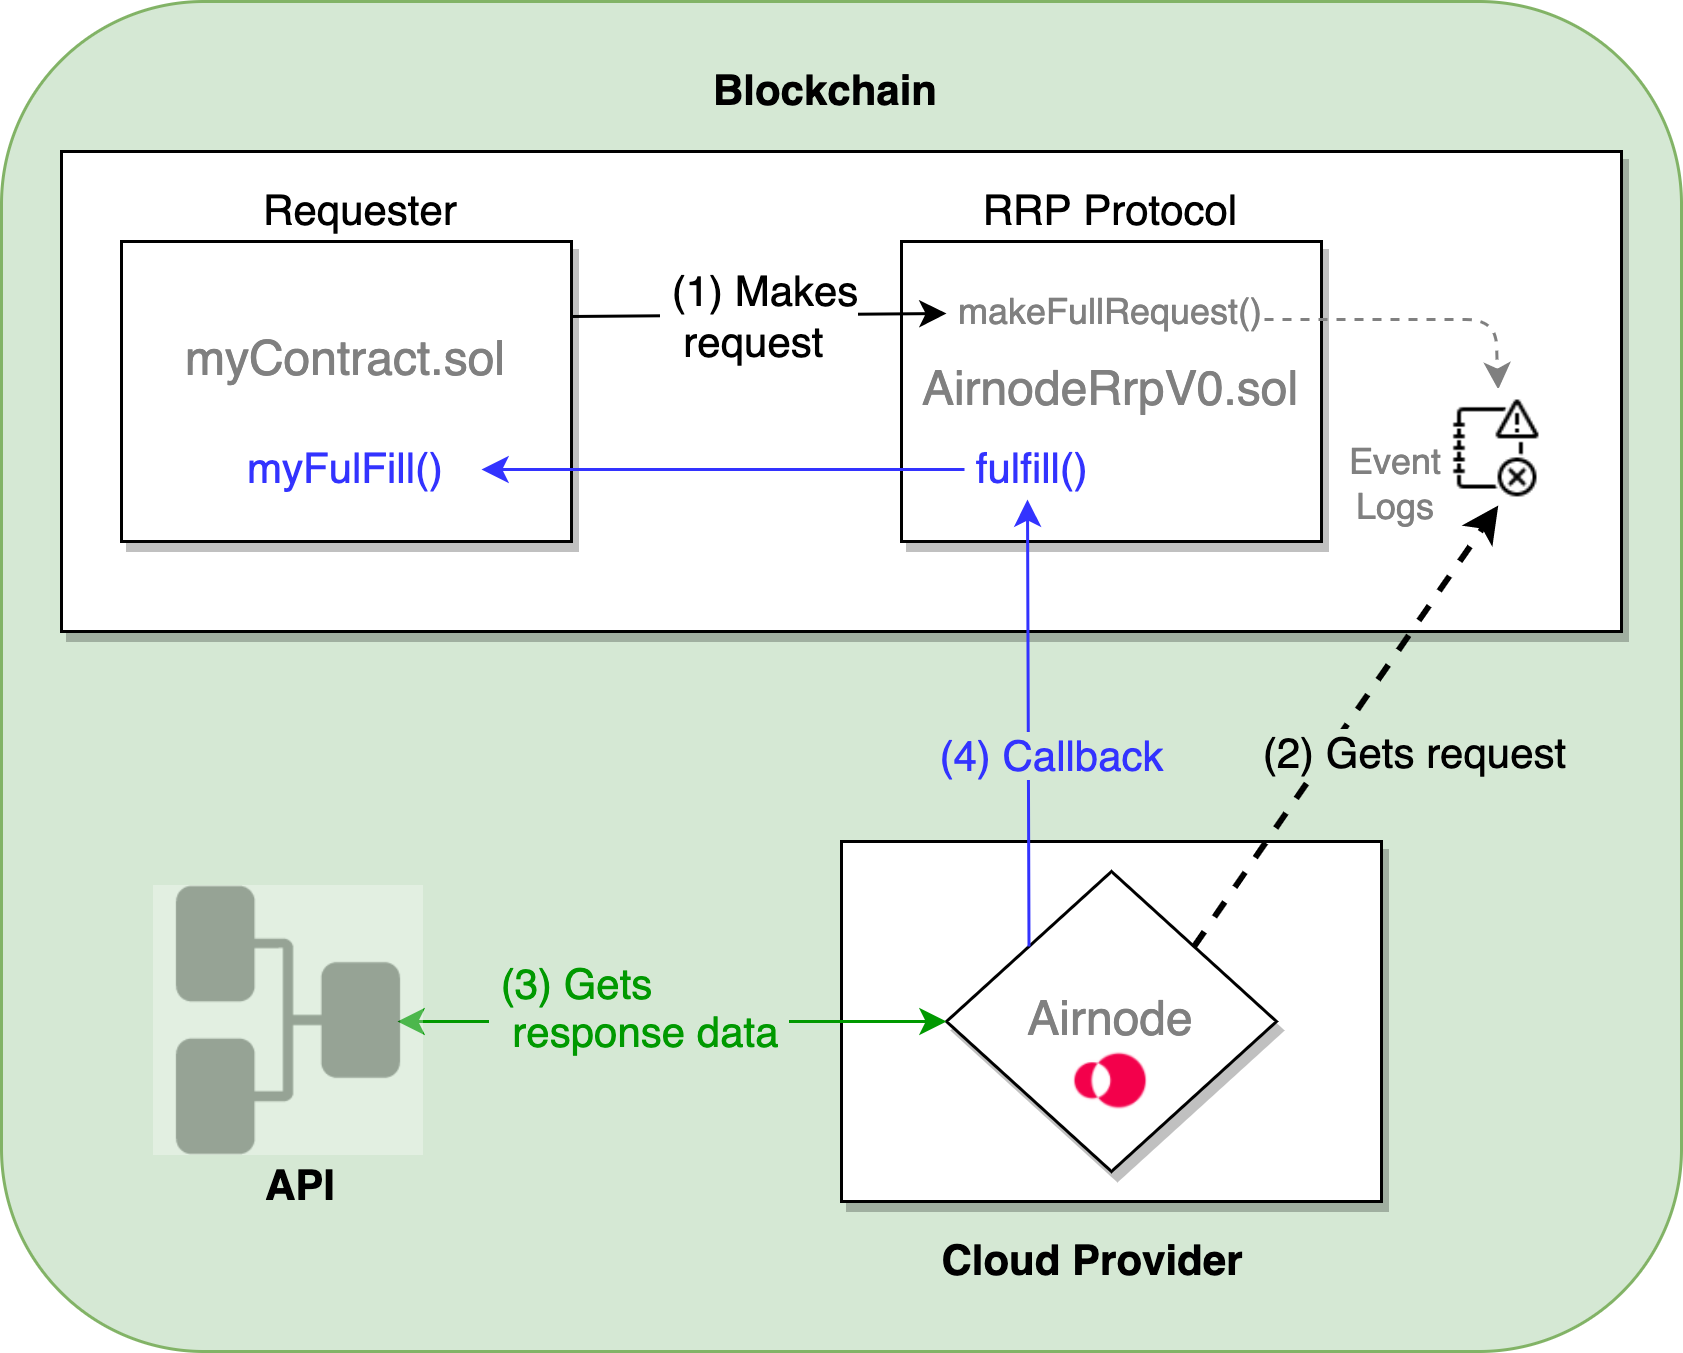 Blockchain
Requester
RRP Protocol
(1) Makes
request
makeFullRequest()
myContract.sol
AirnodeRrpV0.sol
myFulFill()
fulfill()
Event
Logs
(4) Callback
(2) Gets request
(3) Gets
response data
Airnode
API
Cloud Provider